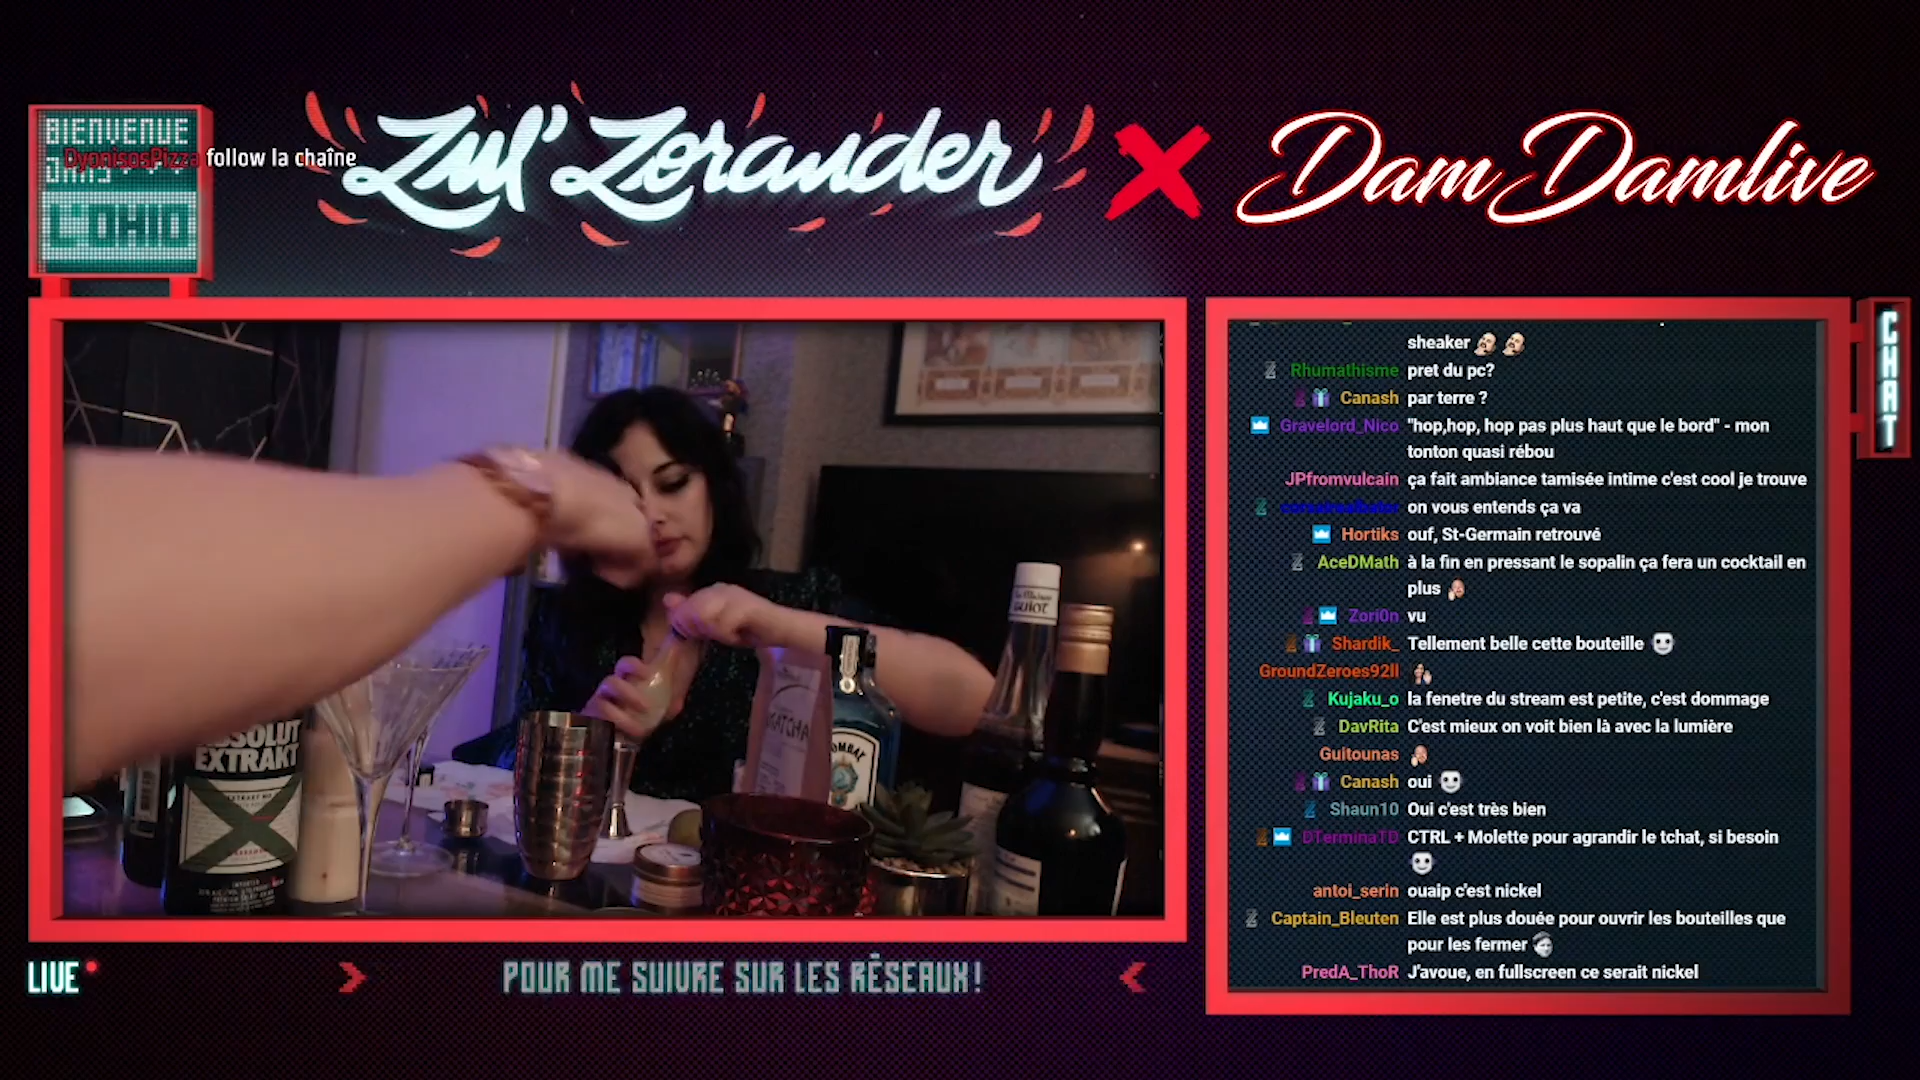 BIENVENUE
DANS
L'OHIO
DyonisosPizza follow la chaîne
Zul' Zorander
X
DamDamlive
CHAT
sheaker
Rhumathisme pret du pc?
Canash par terre ?
Gravelord_Nico "hop,hop, hop pas plus haut que le bord" - mon
tonton quasi rébou
JPfromvulcain ça fait ambiance tamisée intime c'est cool je trouve
on vous entends ça va
Hortiks ouf, St-Germain retrouvé
AceDMath à la fin en pressant le sopalin ça fera un cocktail en
plus
Zori0n vu
Shardik_ Tellement belle cette bouteille
GroundZeroes92ll
Kujaku_o la fenetre du stream est petite, c'est dommage
DavRita C'est mieux on voit bien là avec la lumière
Guitounas
Canash oui
Shaun10 Oui c'est très bien
DTerminaTD CTRL + Molette pour agrandir le tchat, si besoin
antoi_serin ouaip c'est nickel
Captain_Bleuten Elle est plus douée pour ouvrir les bouteilles que
pour les fermer
PredA_ThoR J'avoue, en fullscreen ce serait nickel
GUIOT
ABSOLUT
EXTRAKT
BOMBAY
LIVE
POUR ME SUIVRE SUR LES RÉSEAUX!